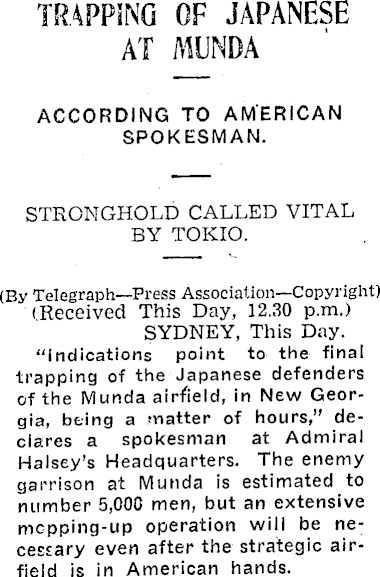 TRAPPING OF JAPANESE
AT MUNDA
ACCORDING TO AMERICAN
SPOKESMAN.
STRONGHOLD CALLED VITAL
BY TOKIO.
(By Telegraph—Press Association—Copyright)
(Received This Day, 12.30 p.m.)
SYDNEY, This Day.
"Indications point to the final
trapping of the Japanese defenders
of the Munda airfield, in New Geor-
gia, being a matter of hours," de-
clares a spokesman at Admiral
Halsey's Headquarters. The enemy
garrison at Munda is estimated to
number 5,000 men, but an extensive
mopping-up operation will be ne-
cessary even after the strategic air-
field is in American hands.